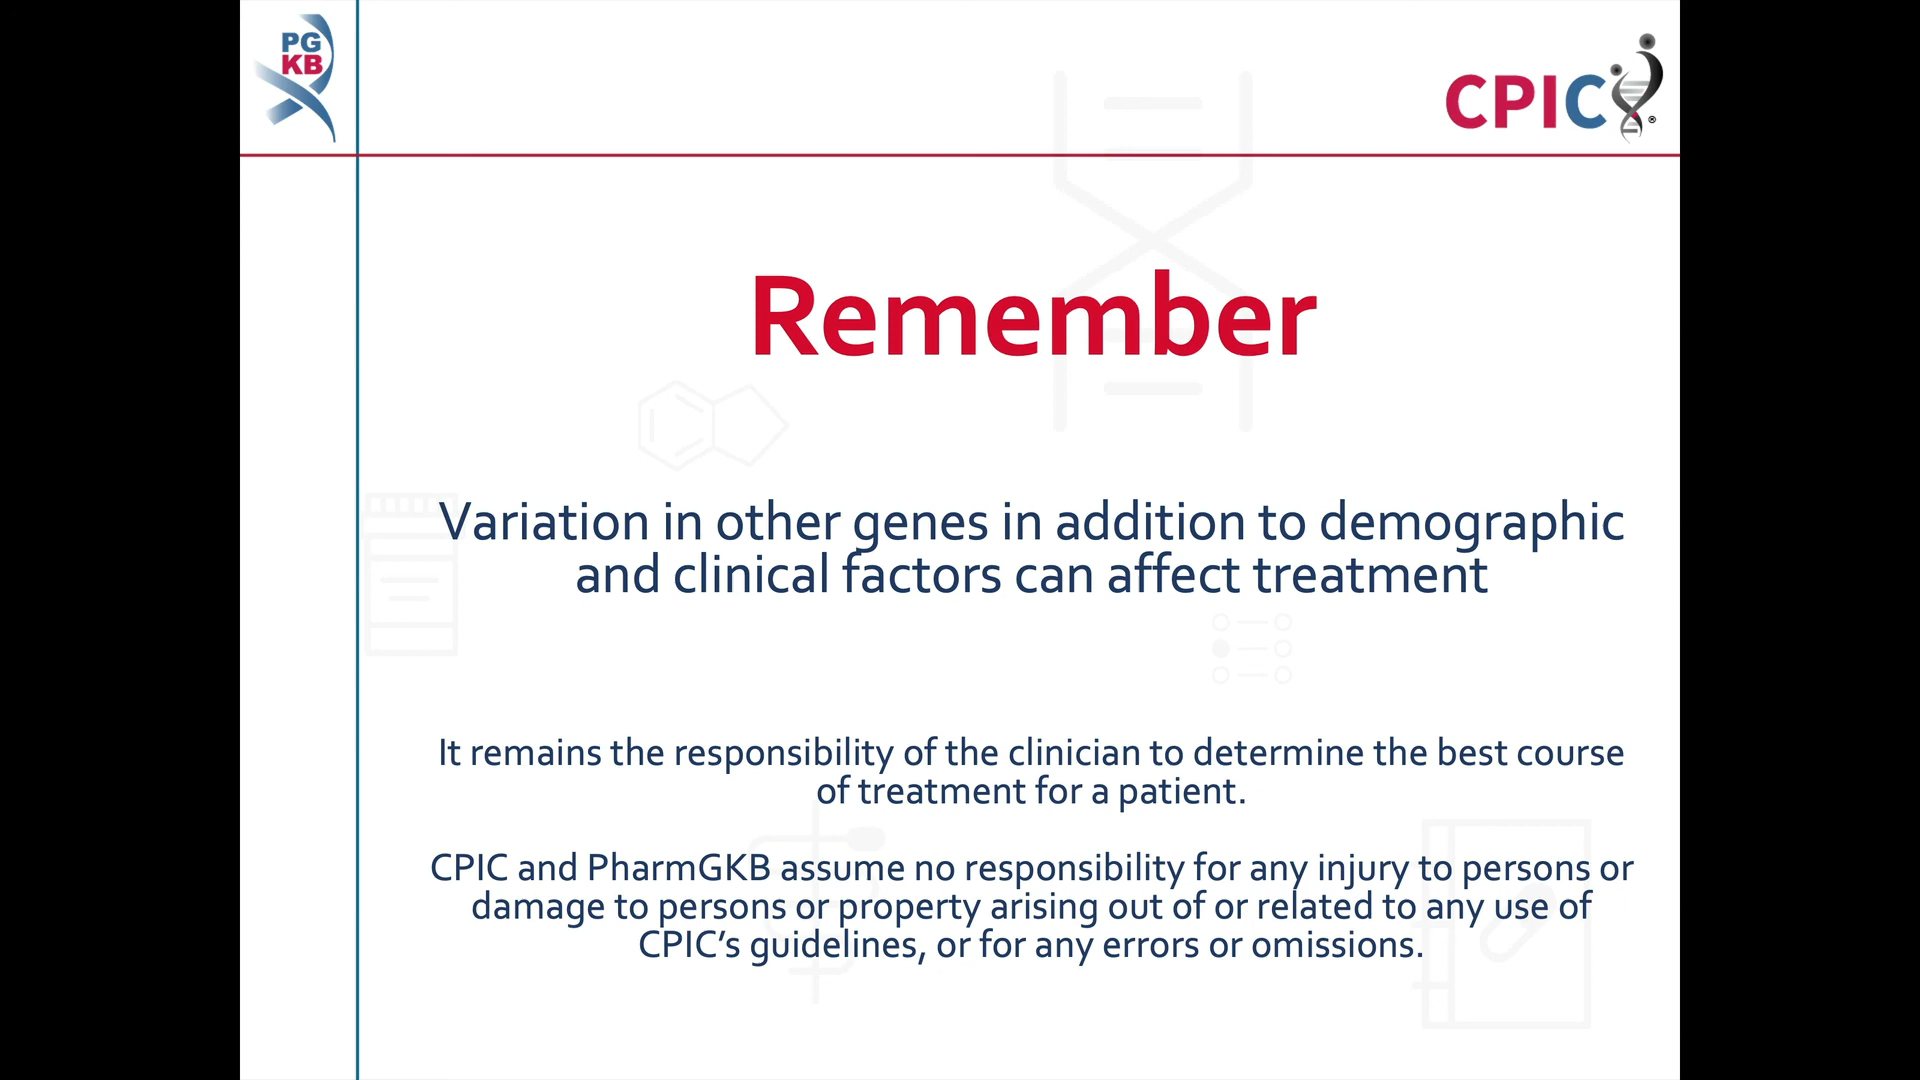 PG
KB
CPIC®
Remember
Variation in other genes in addition to demographic
and clinical factors can affect treatment
It remains the responsibility of the clinician to determine the best course
of treatment for a patient.
CPIC and PharmGKB assume no responsibility for any injury to persons or
damage to persons or property arising out of or related to any use of
CPIC’s guidelines, or for any errors or omissions.